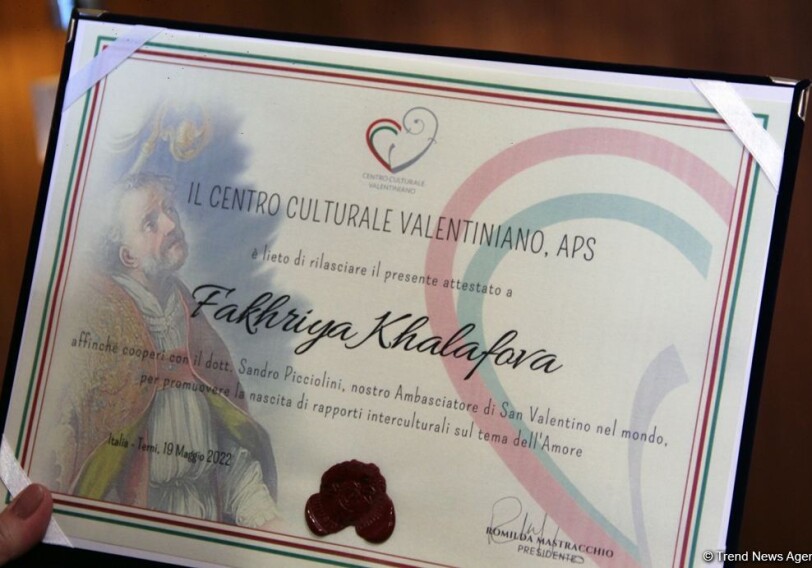 CENTRO CULTURALE
VALENTINIANO
IL CENTRO CULTURALE VALENTINIANO, APS
è lieto di rilasciare il presente attestato a
Fakhriya Khalafova
affinchè cooperi con il dott. Sandro Picciolini, nostro Ambasciatore di San Valentino nel mondo,
per promuovere la nascita di rapporti interculturali sul tema dell'Amore
Italia - Terni, 19 Maggio 2022
ROMILDA MASTRACCHIO
PRESIDENTE
© Trend News Agen